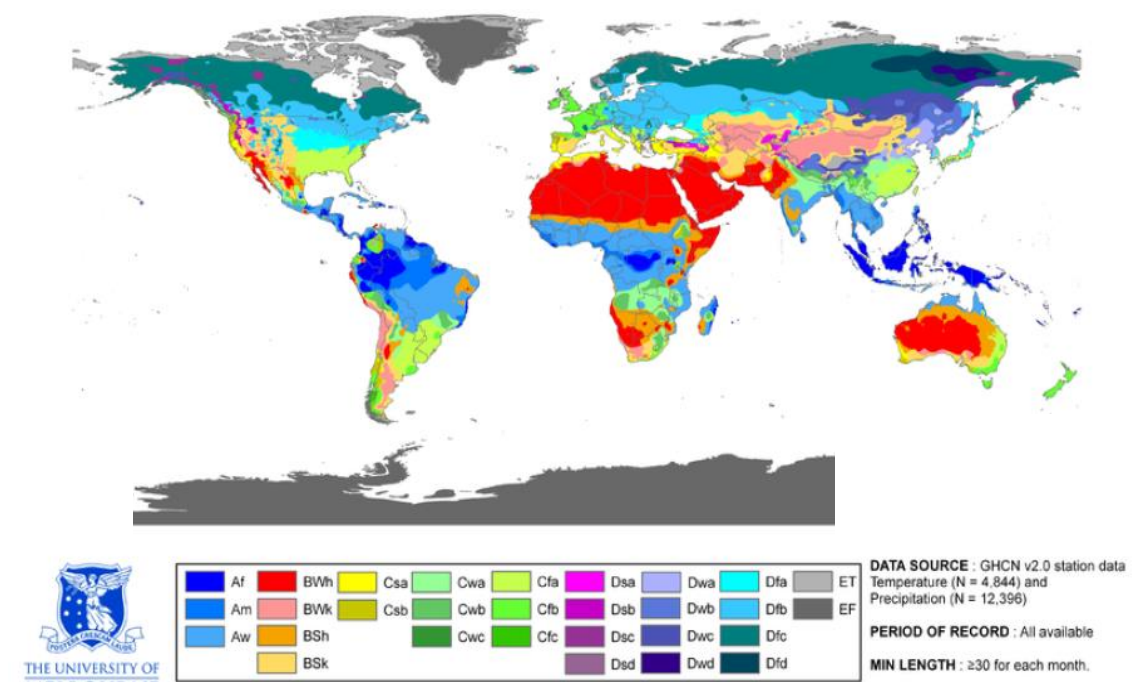 Af BWh Csa Cwa Cfa Dsa Dwa Dfa ET
Am BWk Csb Cwb Cfb Dsb Dwb Dfb EF
Aw BSh Cwc Cfc Dsc Dwc Dfc
BSk Dsd Dwd Dfd
DATA SOURCE : GHCN v2.0 station data
Temperature (N = 4,844) and
Precipitation (N = 12,396)
PERIOD OF RECORD : All available
MIN LENGTH : ≥30 for each month.
POSTERA CRESCAM LAUDE
THE UNIVERSITY OF